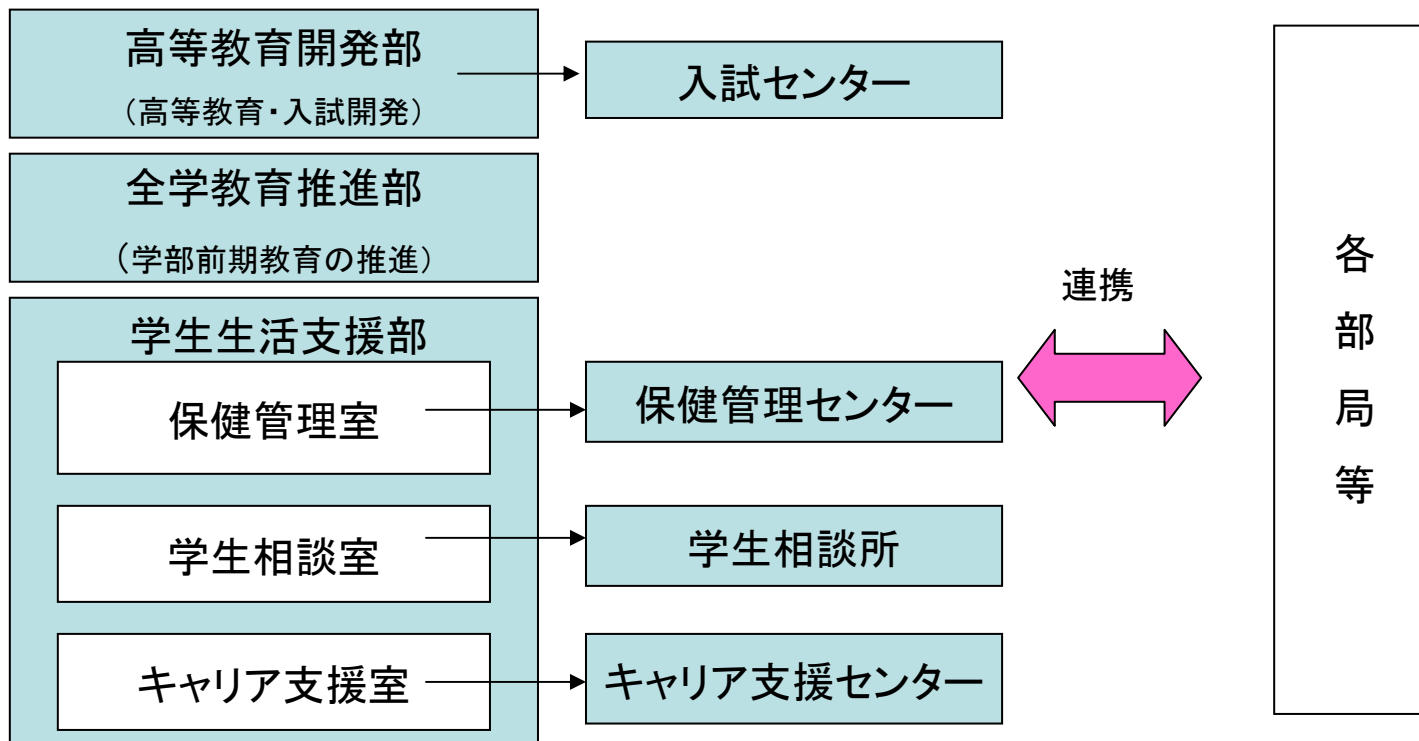 高等教育開発部
（高等教育・入試開発）
入試センター
全学教育推進部
（学部前期教育の推進）
学生生活支援部
保健管理室
保健管理センター
学生相談室
学生相談所
キャリア支援室
キャリア支援センター
連携
各部局等